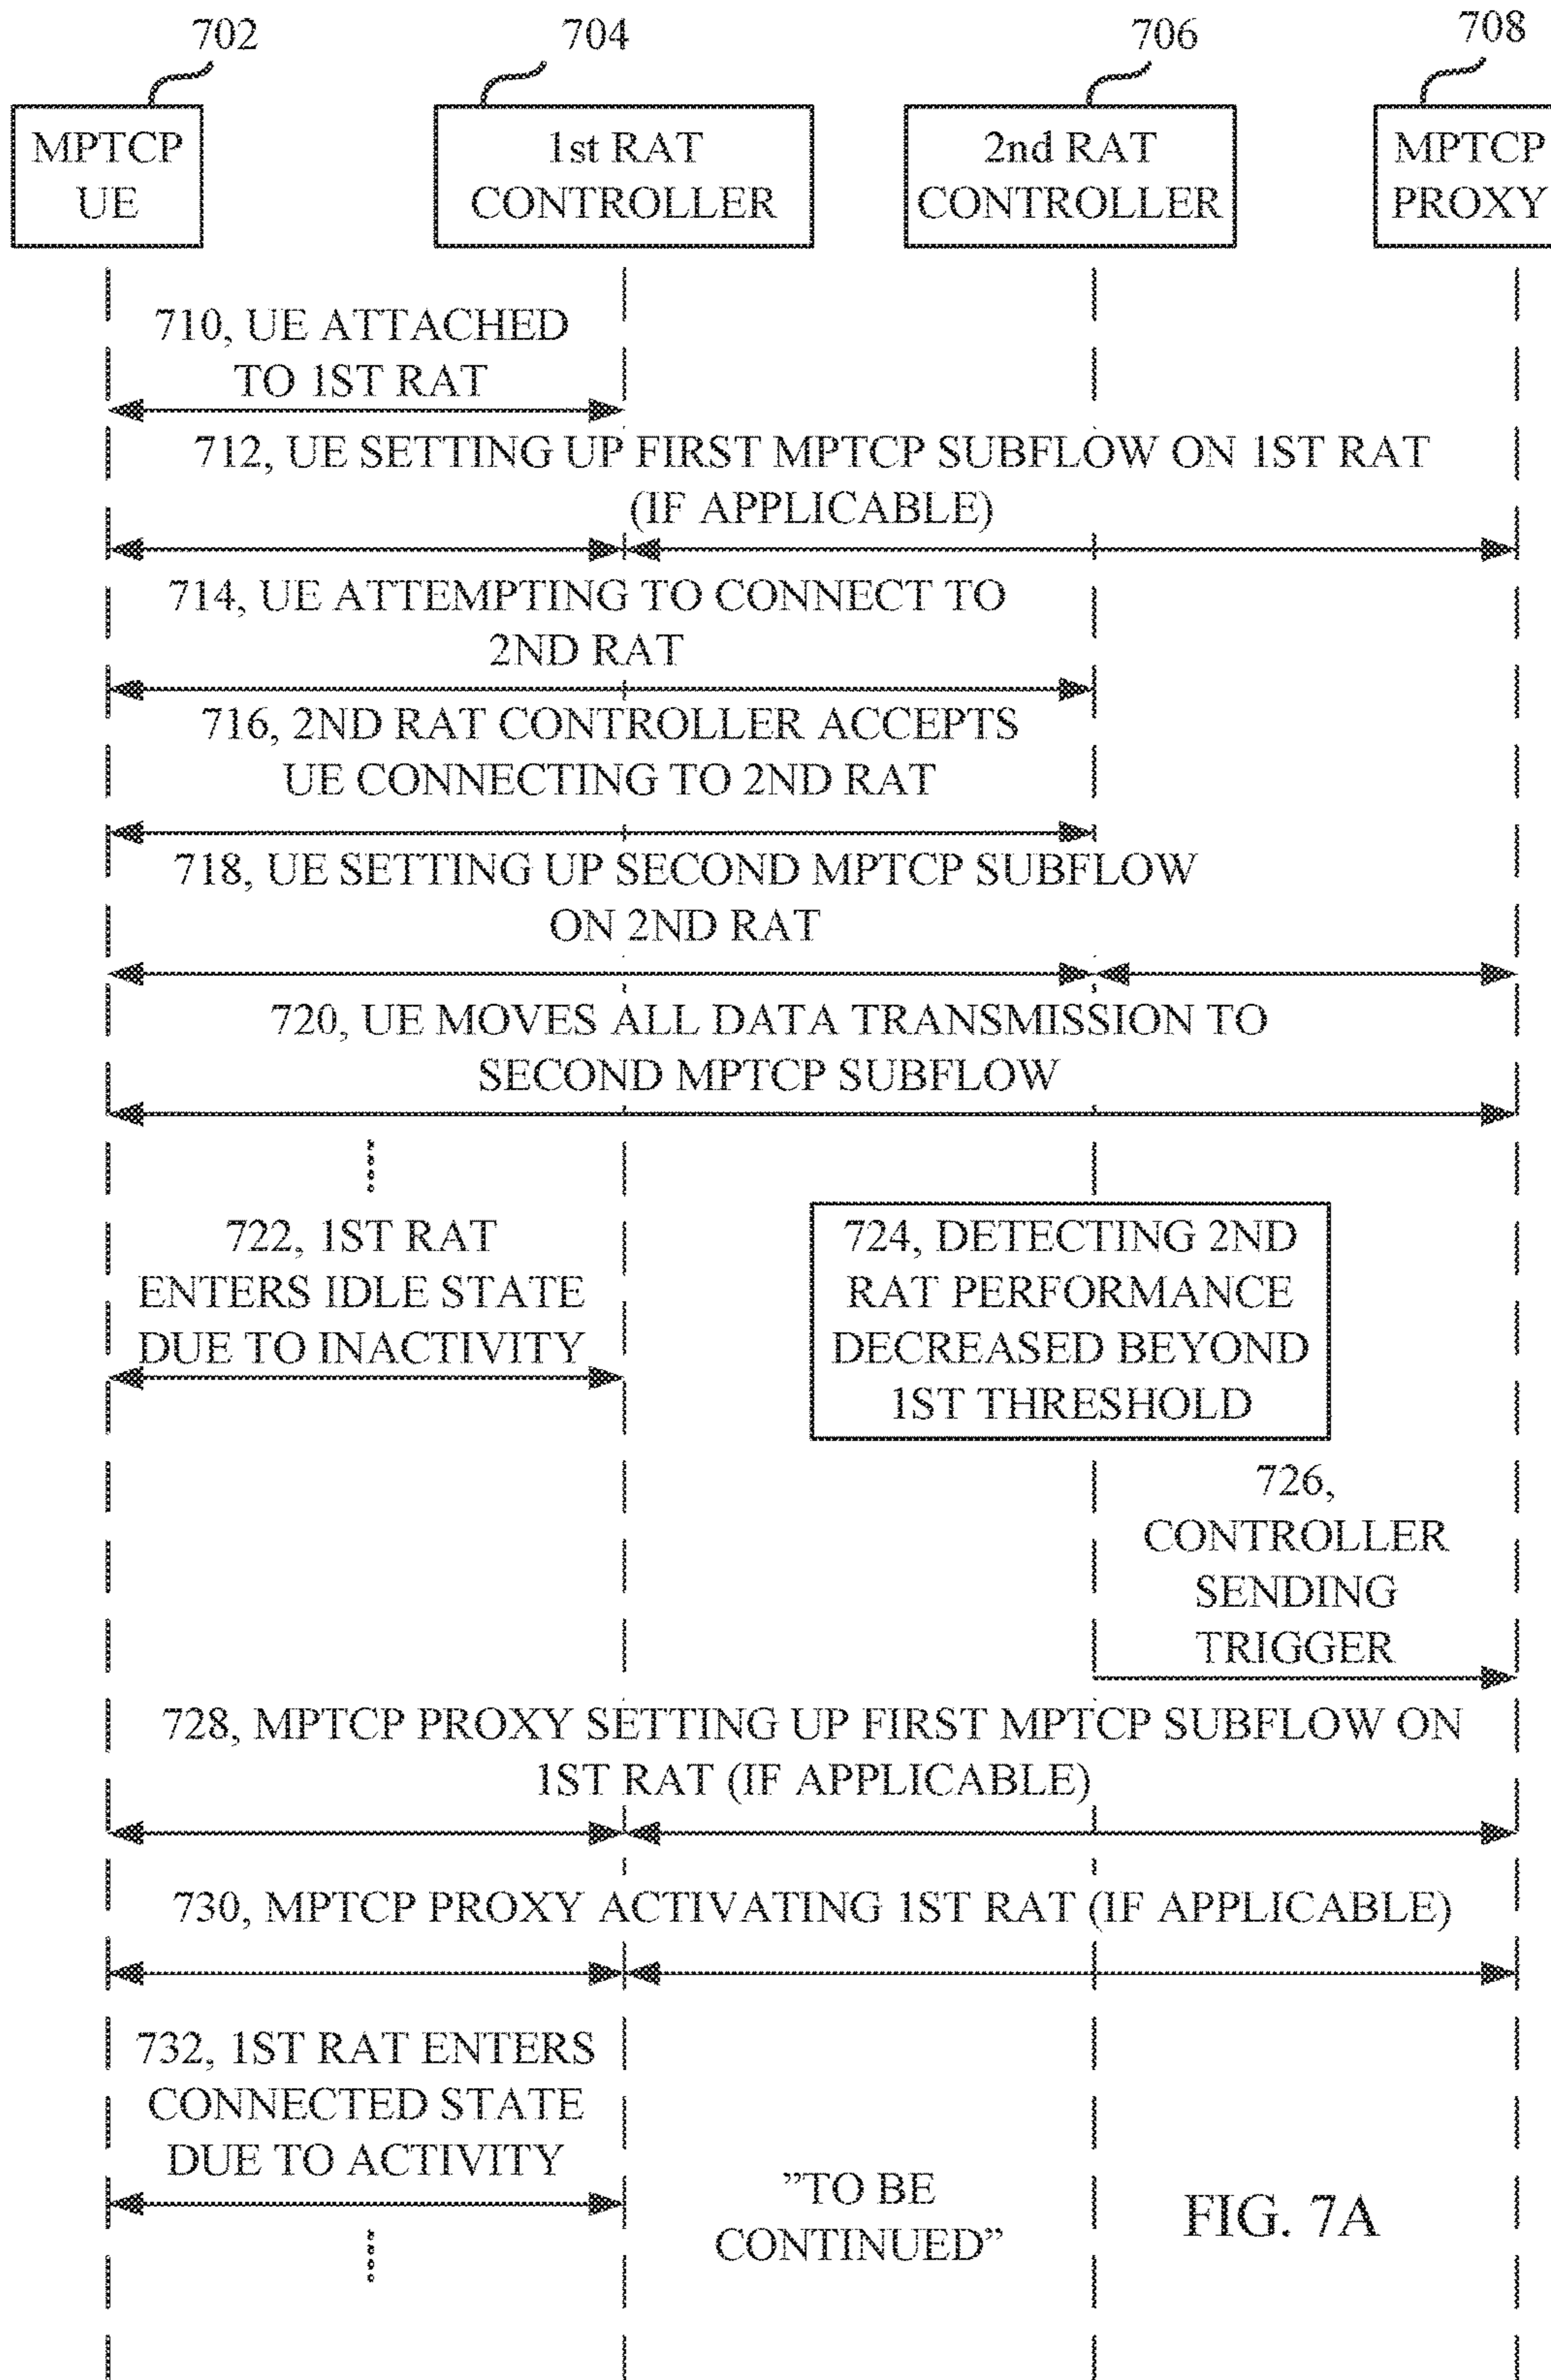 702
704
706
708
MPTCP
UE
1st RAT
CONTROLLER
2nd RAT
CONTROLLER
MPTCP
PROXY
710, UE ATTACHED
TO 1ST RAT
712, UE SETTING UP FIRST MPTCP SUBFLOW ON 1ST RAT
(IF APPLICABLE)
714, UE ATTEMPTING TO CONNECT TO
2ND RAT
716, 2ND RAT CONTROLLER ACCEPTS
UE CONNECTING TO 2ND RAT
718, UE SETTING UP SECOND MPTCP SUBFLOW
ON 2ND RAT
720, UE MOVES ALL DATA TRANSMISSION TO
SECOND MPTCP SUBFLOW
722, 1ST RAT
ENTERS IDLE STATE
DUE TO INACTIVITY
724, DETECTING 2ND
RAT PERFORMANCE
DECREASED BEYOND
1ST THRESHOLD
726,
CONTROLLER
SENDING
TRIGGER
728, MPTCP PROXY SETTING UP FIRST MPTCP SUBFLOW ON
1ST RAT (IF APPLICABLE)
730, MPTCP PROXY ACTIVATING 1ST RAT (IF APPLICABLE)
732, 1ST RAT ENTERS
CONNECTED STATE
DUE TO ACTIVITY
”TO BE
CONTINUED”
FIG. 7A